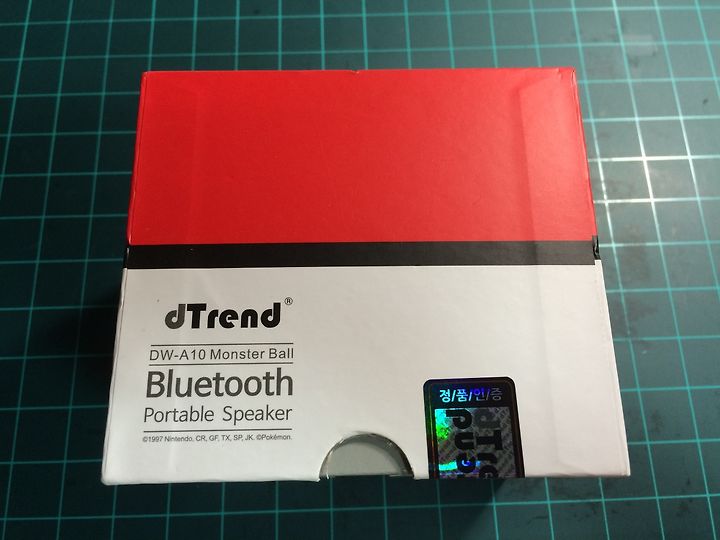 dTrend®
DW-A10 Monster Ball
Bluetooth
Portable Speaker
©1997 Nintendo, CR, GF, TX, SP, JK. ©Pokémon.
정/품/인/증